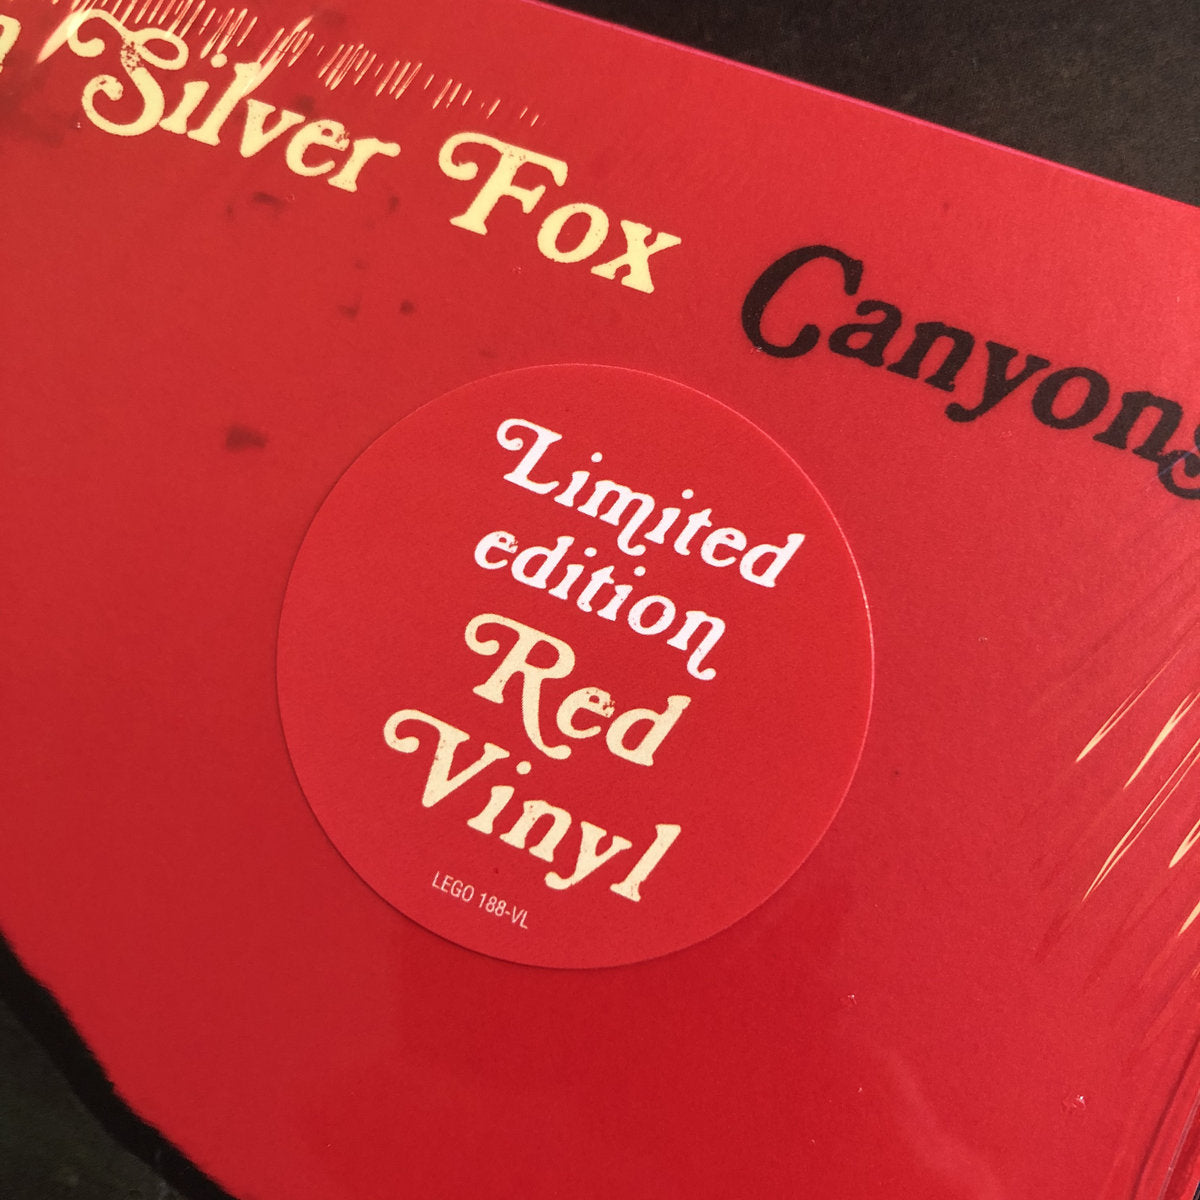 Silver Fox Canyons
Limited
edition
Red
Vinyl
LEGO 188-VL